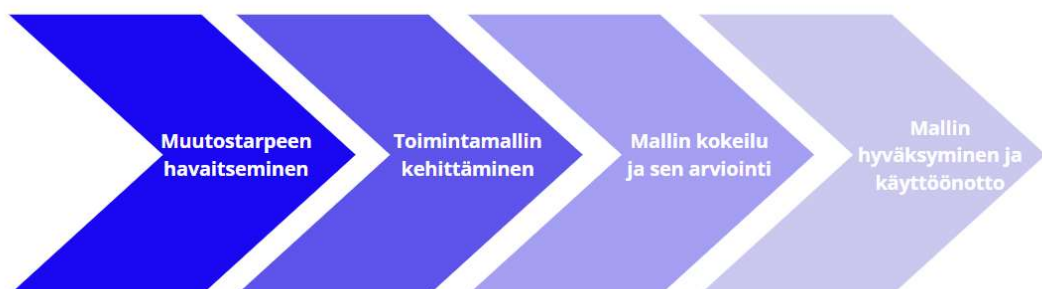 Muutostarpeen
havaitseminen
Toimintamallin
kehittäminen
Mallin kokeilu
ja sen arviointi
Mallin
hyväksyminen ja
käyttöönotto